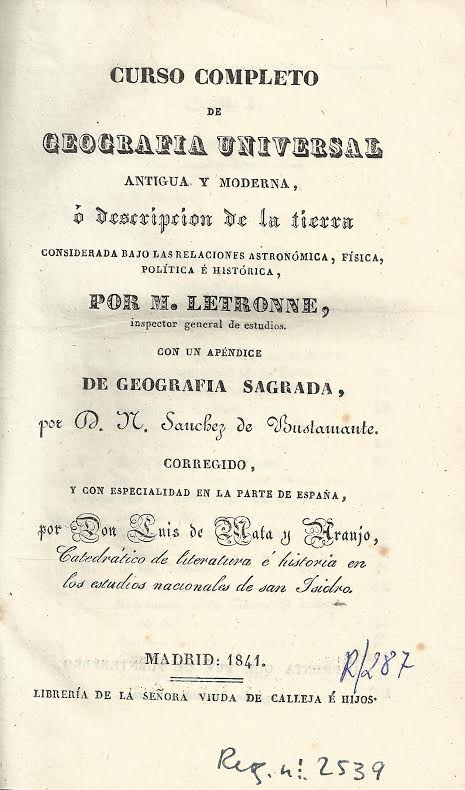 CURSO COMPLETO
DE
GEOGRAFIA UNIVERSAL
ANTIGUA Y MODERNA,
ó descripcion de la tierra
CONSIDERADA BAJO LAS RELACIONES ASTRONÓMICA, FÍSICA,
POLÍTICA É HISTÓRICA,
POR M. LETRONNE,
inspector general de estudios.
CON UN APÉNDICE
DE GEOGRAFIA SAGRADA,
por D. N. Sanchez de Bustamante.
CORREGIDO,
Y CON ESPECIALIDAD EN LA PARTE DE ESPAÑA,
por Don Luis de Mata y Araujo,
Catedrático de literatura é historia en
los estudios nacionales de san Isidro.
MADRID: 1841.
R/287
LIBRERÍA DE LA SEÑORA VIUDA DE CALLEJA É HIJOS.
Reg. nº: 2539